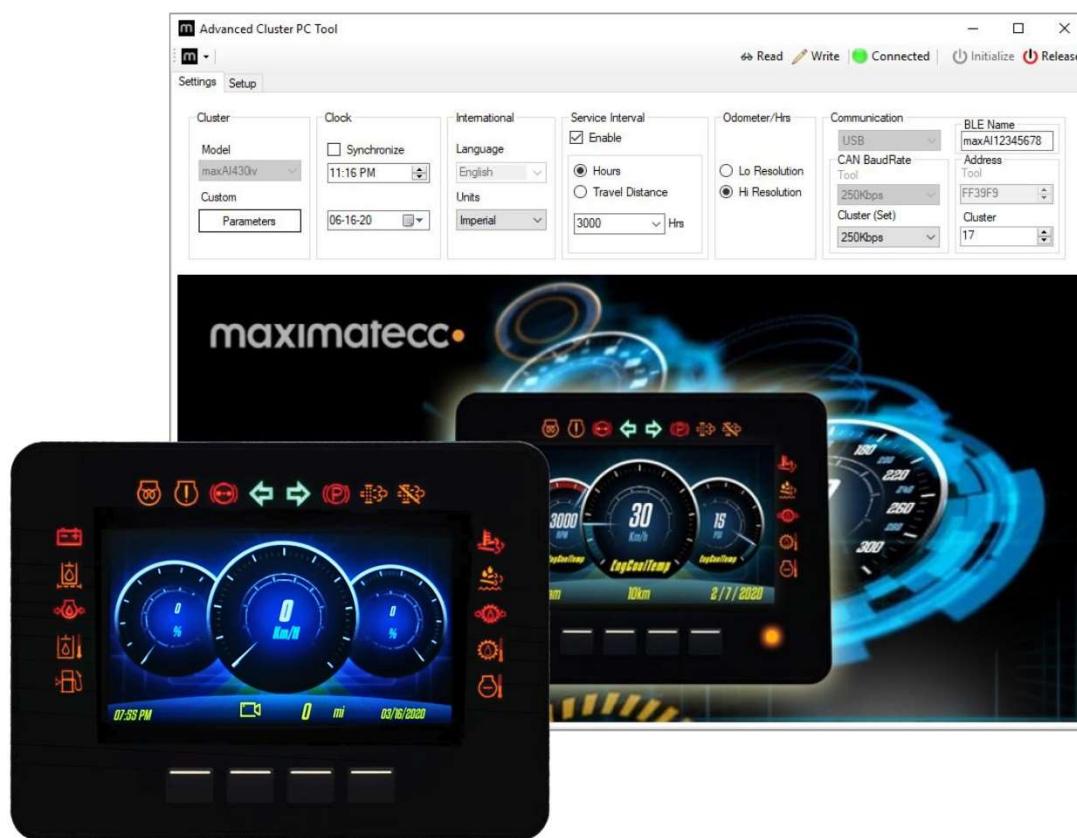 m Advanced Cluster PC Tool
m Read Write Connected Initialize Release
Settings Setup
Cluster
Model
maxAI430iv
Custom
Parameters
Clock
Synchronize
11:16 PM
06-16-20
International
Language
English
Units
Imperial
Service Interval
Enable
Hours
Travel Distance
3000 Hrs
Odometer/Hrs
Lo Resolution
Hi Resolution
Communication
USB
CAN BaudRate
Tool
250Kbps
Cluster (Set)
250Kbps
BLE Name
maxAI12345678
Address
Tool
FF39F9
Cluster
17
maximatecc
180
220
260
300
P
3000
RPM
30
Km/h
15
PSI
EngCoolTemp
EngCoolTemp
am 10km 2/7/2020
P
0
%
0
Km/H
0
%
07:55 PM 0 mi 03/16/2020